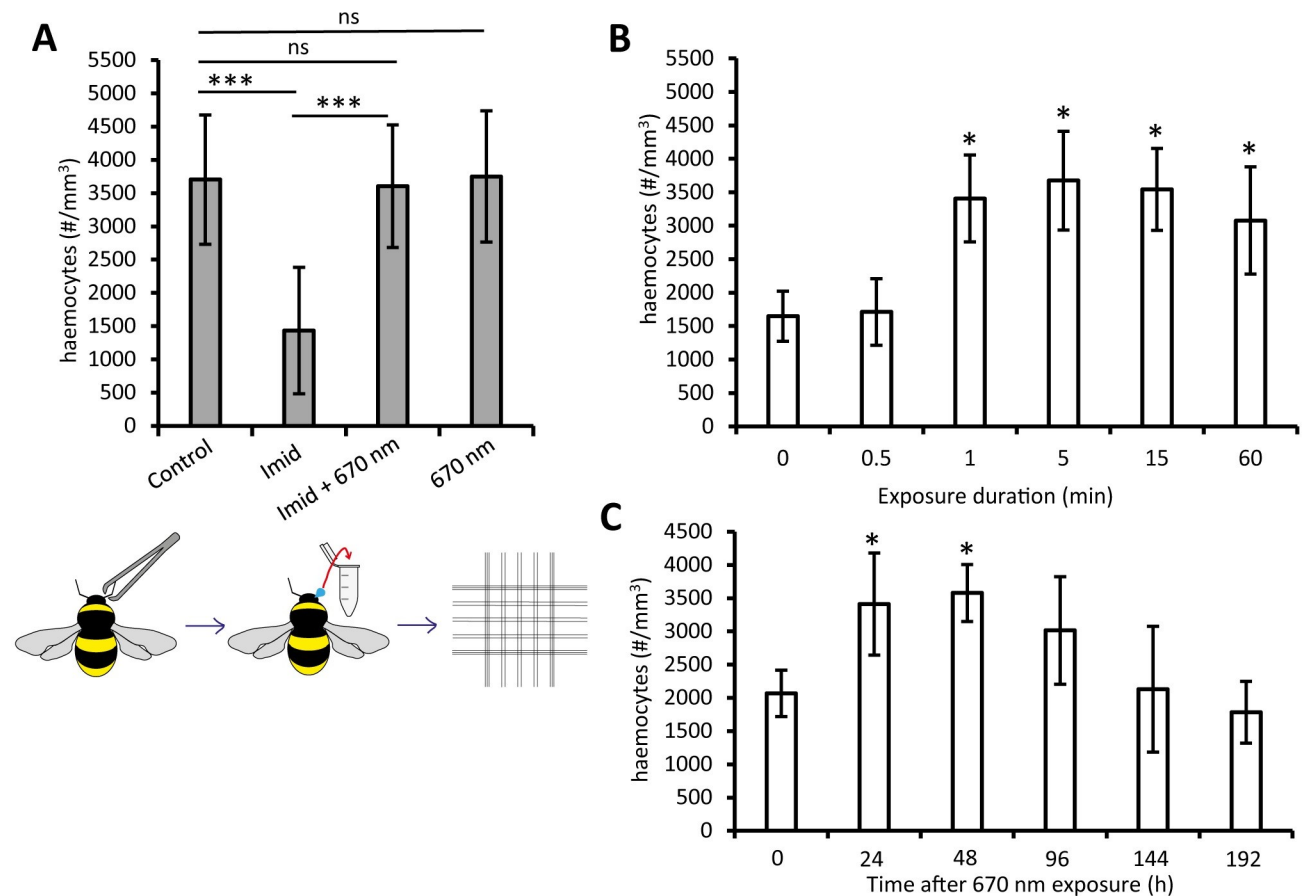 A
ns
ns
***
***
haemocytes (#/mm³)
5500
5000
4500
4000
3500
3000
2500
2000
1500
1000
500
0
Control
Imid
Imid + 670 nm
670 nm
B
haemocytes (#/mm³)
5500
5000
4500
4000
3500
3000
2500
2000
1500
1000
500
0
* * * *
0 0.5 1 5 15 60
Exposure duration (min)
C
haemocytes (#/mm³)
4500
4000
3500
3000
2500
2000
1500
1000
500
0
* *
0 24 48 96 144 192
Time after 670 nm exposure (h)